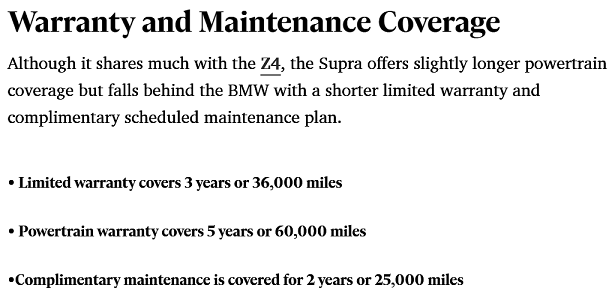 Warranty and Maintenance Coverage
Although it shares much with the Z4, the Supra offers slightly longer powertrain
coverage but falls behind the BMW with a shorter limited warranty and
complimentary scheduled maintenance plan.
• Limited warranty covers 3 years or 36,000 miles
• Powertrain warranty covers 5 years or 60,000 miles
•Complimentary maintenance is covered for 2 years or 25,000 miles